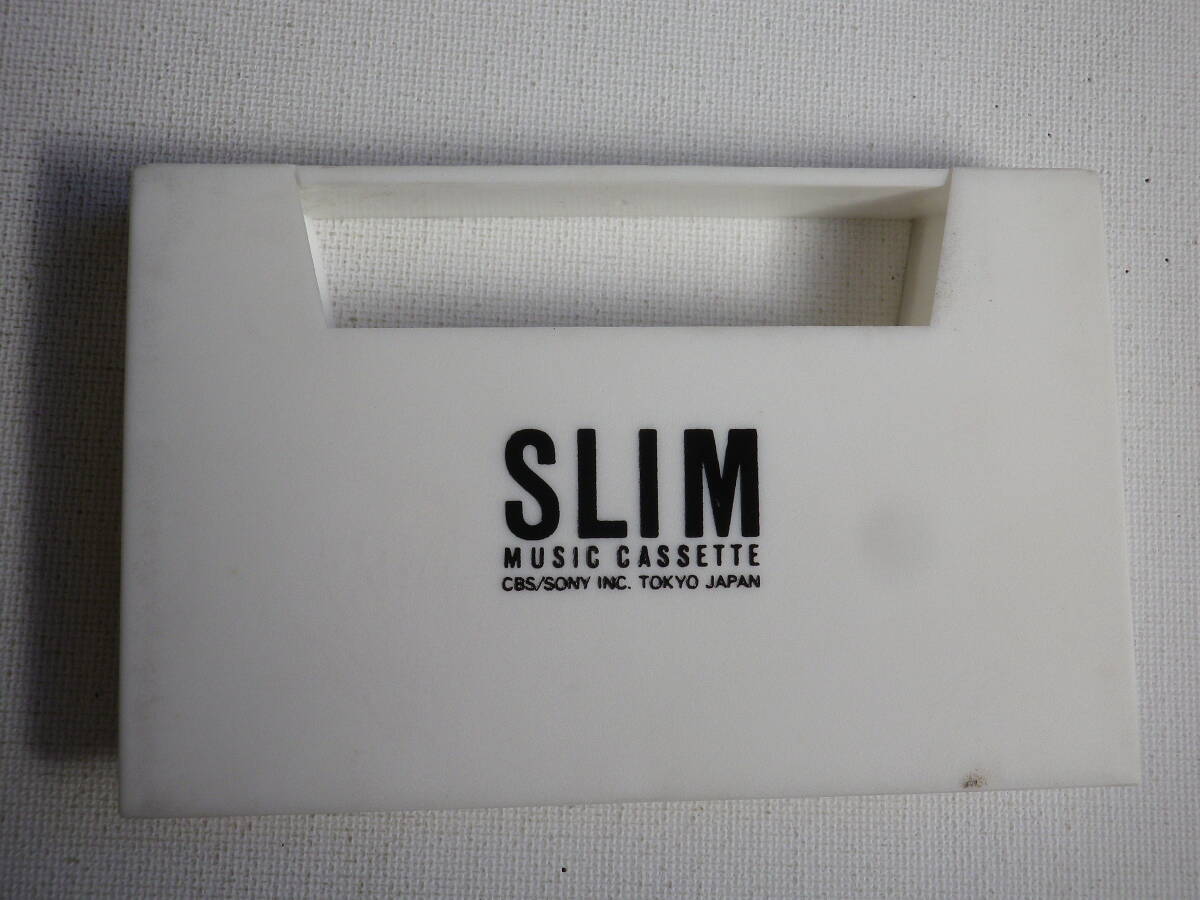 SLIM
MUSIC CASSETTE
CBS/SONY INC. TOKYO JAPAN